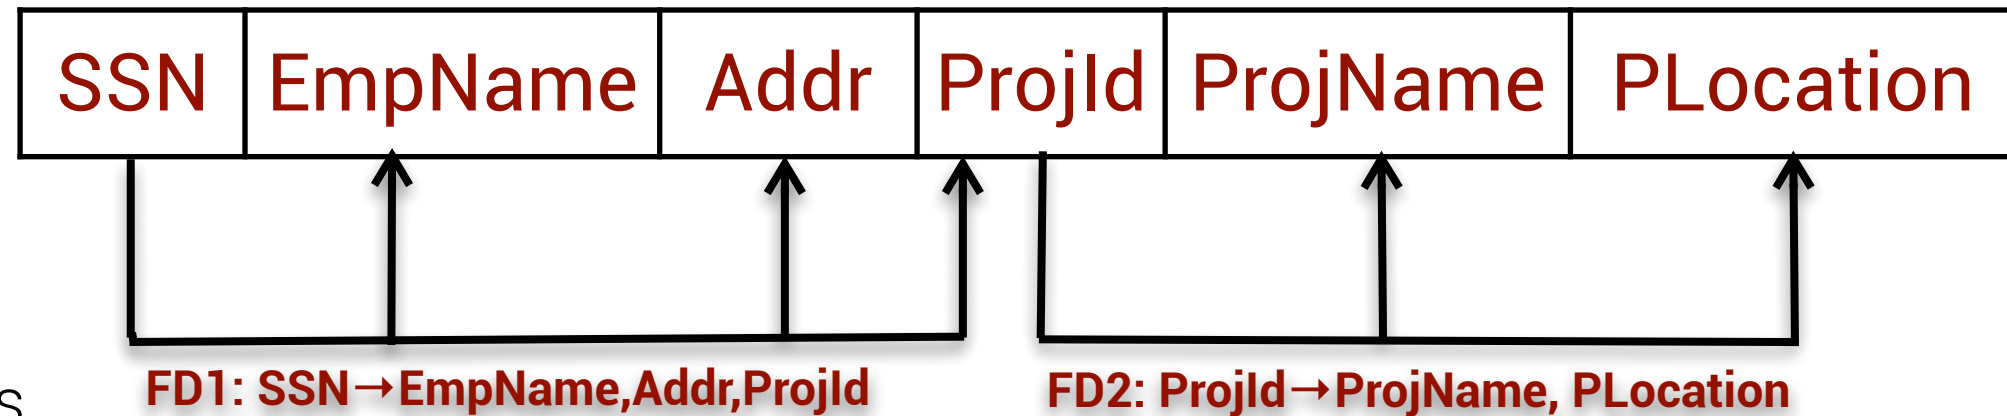 SSN EmpName Addr ProjId ProjName PLocation
FD1: SSN→EmpName,Addr,ProjId FD2: ProjId→ProjName, PLocation